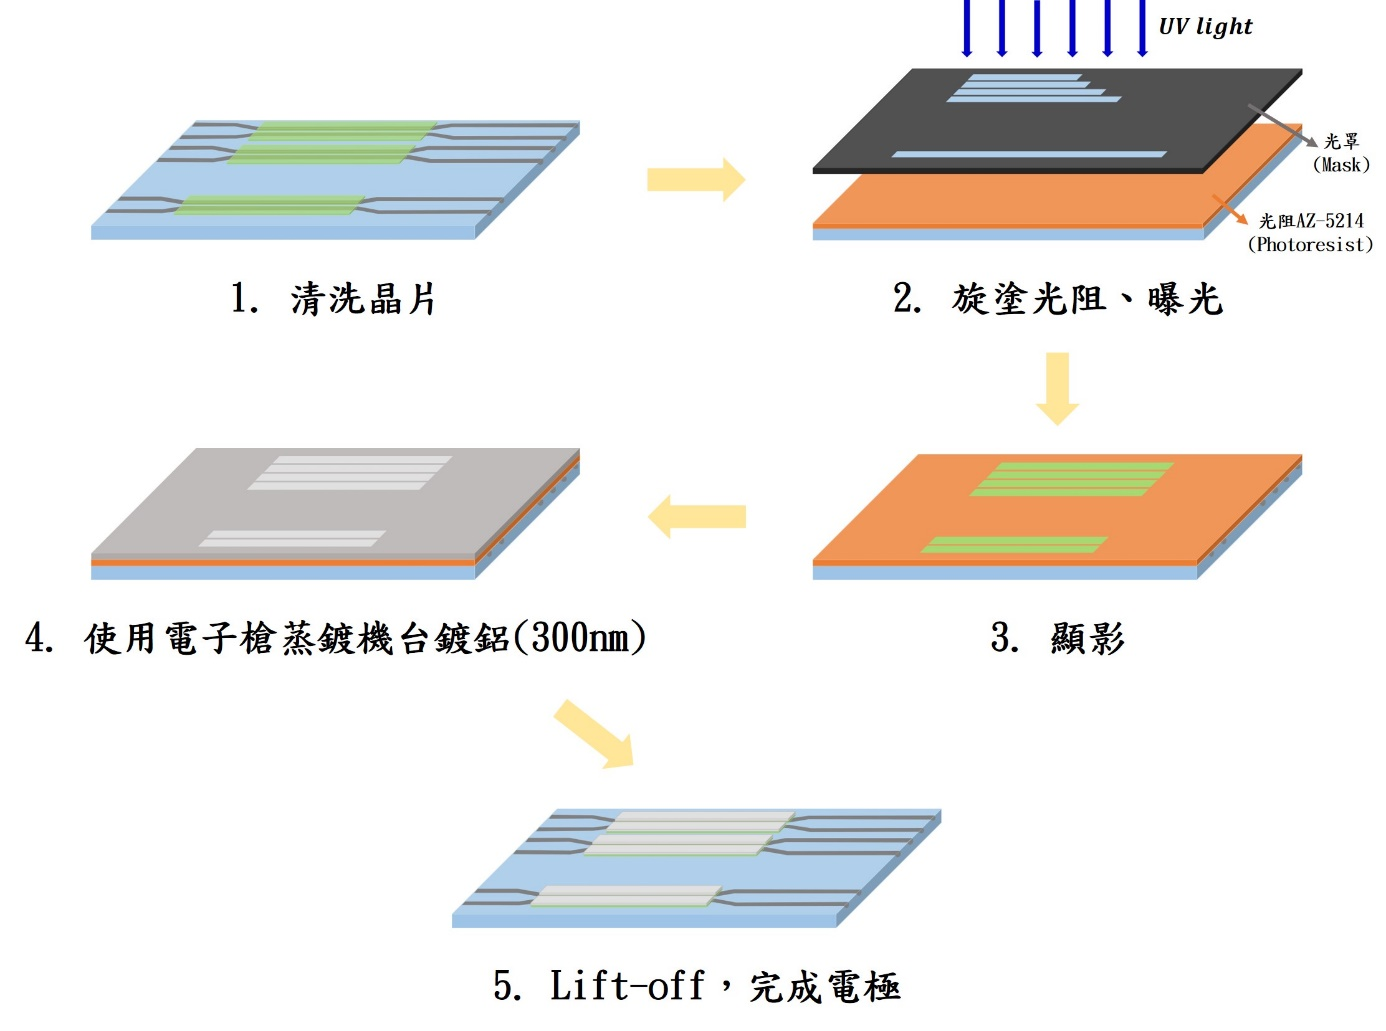 UV light
光罩
(Mask)
光阻AZ-5214
(Photoresist)
1. 清洗晶片
2. 旋塗光阻、曝光
4. 使用電子槍蒸鍍機台鍍鋁(300nm)
3. 顯影
5. Lift-off，完成電極